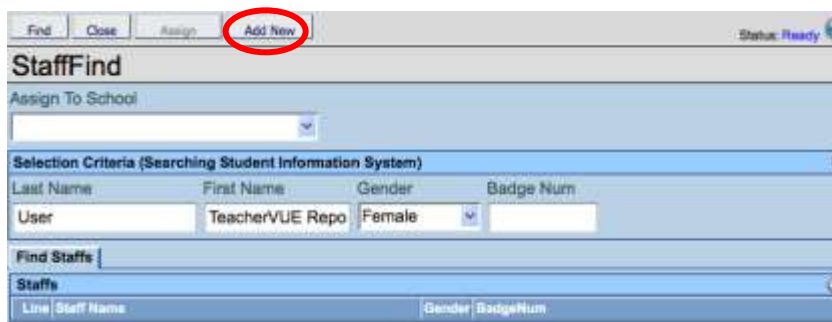 Find Close Assign Add New Status: Ready
StaffFind
Assign To School
Selection Criteria (Searching Student Information System)
Last Name First Name Gender Badge Num
User TeacherVUE Repo Female
Find Staffs
Staffs
Line Staff Name Gender BadgeNum